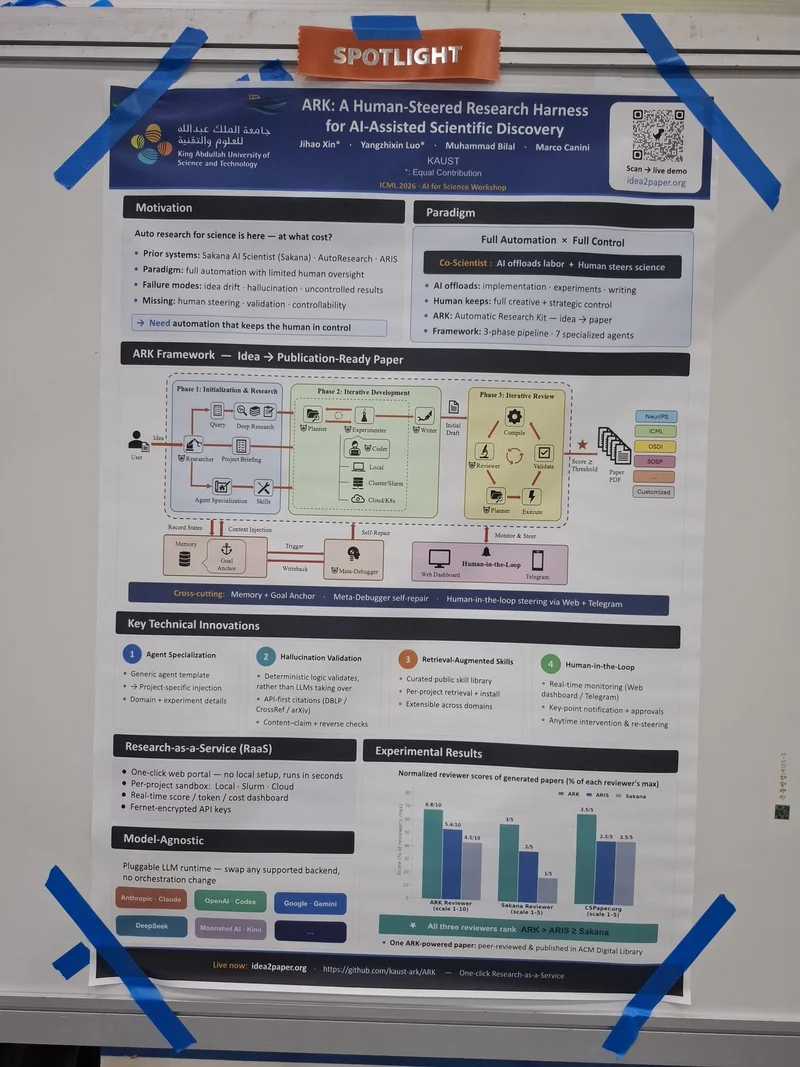 SPOTLIGHT
جامعة الملك عبدالله
للعلوم والتقنية
King Abdullah University of
Science and Technology
ARK: A Human-Steered Research Harness
for AI-Assisted Scientific Discovery
Jihao Xin* · Yangzhixin Luo* · Muhammad Bilal · Marco Canini
KAUST
*: Equal Contribution
ICML 2026 · AI for Science Workshop
Scan → live demo
idea2paper.org
Motivation
Auto research for science is here — at what cost?
• Prior systems: Sakana AI Scientist (Sakana) · AutoResearch · ARIS
• Paradigm: full automation with limited human oversight
• Failure modes: idea drift · hallucination · uncontrolled results
• Missing: human steering · validation · controllability
→ Need automation that keeps the human in control
Paradigm
Full Automation × Full Control
Co-Scientist : AI offloads labor + Human steers science
• AI offloads: implementation · experiments · writing
• Human keeps: full creative + strategic control
• ARK: Automatic Research Kit — idea → paper
• Framework: 3-phase pipeline · 7 specialized agents
ARK Framework — Idea → Publication-Ready Paper
Phase 1: Initialization & Research
Query
Deep Research
Researcher
Project Briefing
Agent Specialization
Skills
User
Idea
Phase 2: Iterative Development
Planner
Experimenter
Writer
Coder
Local
Cluster/Slurm
Cloud/K8s
Initial
Draft
Phase 3: Iterative Review
Compile
Reviewer
Validate
Planner
Execute
Score ≥
Threshold
Paper
PDF
NeurIPS
ICML
OSDI
SOSP
...
Customized
Record States
Context Injection
Self-Repair
Monitor & Steer
Memory
Goal
Anchor
Trigger
Writeback
Meta-Debugger
Web Dashboard
Human-in-the-Loop
Telegram
Cross-cutting: Memory + Goal Anchor · Meta-Debugger self-repair · Human-in-the-loop steering via Web + Telegram
Key Technical Innovations
1 Agent Specialization
• Generic agent template
• → Project-specific injection
• Domain + experiment details
2 Hallucination Validation
• Deterministic logic validates,
rather than LLMs taking over
• API-first citations (DBLP /
CrossRef / arXiv)
• Content–claim + reverse checks
3 Retrieval-Augmented Skills
• Curated public skill library
• Per-project retrieval + install
• Extensible across domains
4 Human-in-the-Loop
• Real-time monitoring (Web
dashboard / Telegram)
• Key-point notification + approvals
• Anytime intervention & re-steering
Research-as-a-Service (RaaS)
• One-click web portal — no local setup, runs in seconds
• Per-project sandbox: Local · Slurm · Cloud
• Real-time score / token / cost dashboard
• Fernet-encrypted API keys
Model-Agnostic
Pluggable LLM runtime — swap any supported backend,
no orchestration change
Anthropic · Claude
OpenAI · Codex
Google · Gemini
DeepSeek
Moonshot AI · Kimi
...
Experimental Results
Normalized reviewer scores of generated papers (% of each reviewer's max)
ARK ARIS Sakana
Score (% of reviewer's max)
80
70
60
50
40
30
20
10
0
6.8/10
5.4/10
4.5/10
3/5
2/5
1/5
3.5/5
2.5/5
2.5/5
ARK Reviewer
(scale 1-10)
Sakana Reviewer
(scale 1-5)
CSPaper.org
(scale 1-5)
★ All three reviewers rank ARK > ARIS ≥ Sakana
• One ARK-powered paper: peer-reviewed & published in ACM Digital Library
Live now: idea2paper.org · https://github.com/kaust-ark/ARK — One-click Research-as-a-Service